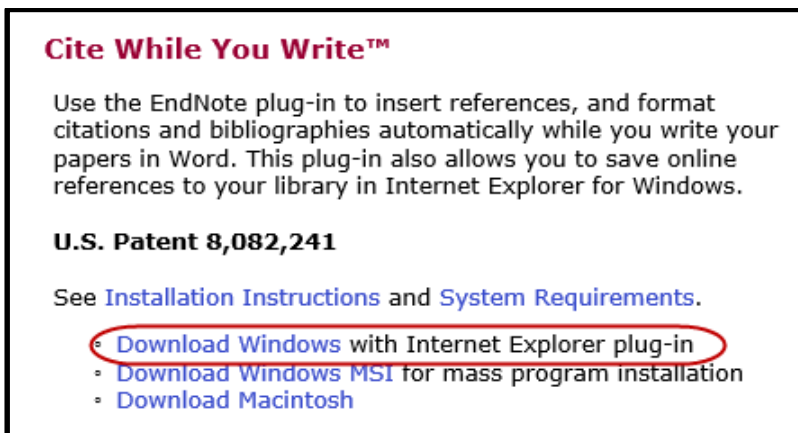 Cite While You Write™
Use the EndNote plug-in to insert references, and format
citations and bibliographies automatically while you write your
papers in Word. This plug-in also allows you to save online
references to your library in Internet Explorer for Windows.
U.S. Patent 8,082,241
See Installation Instructions and System Requirements.
◦ Download Windows with Internet Explorer plug-in
◦ Download Windows MSI for mass program installation
◦ Download Macintosh